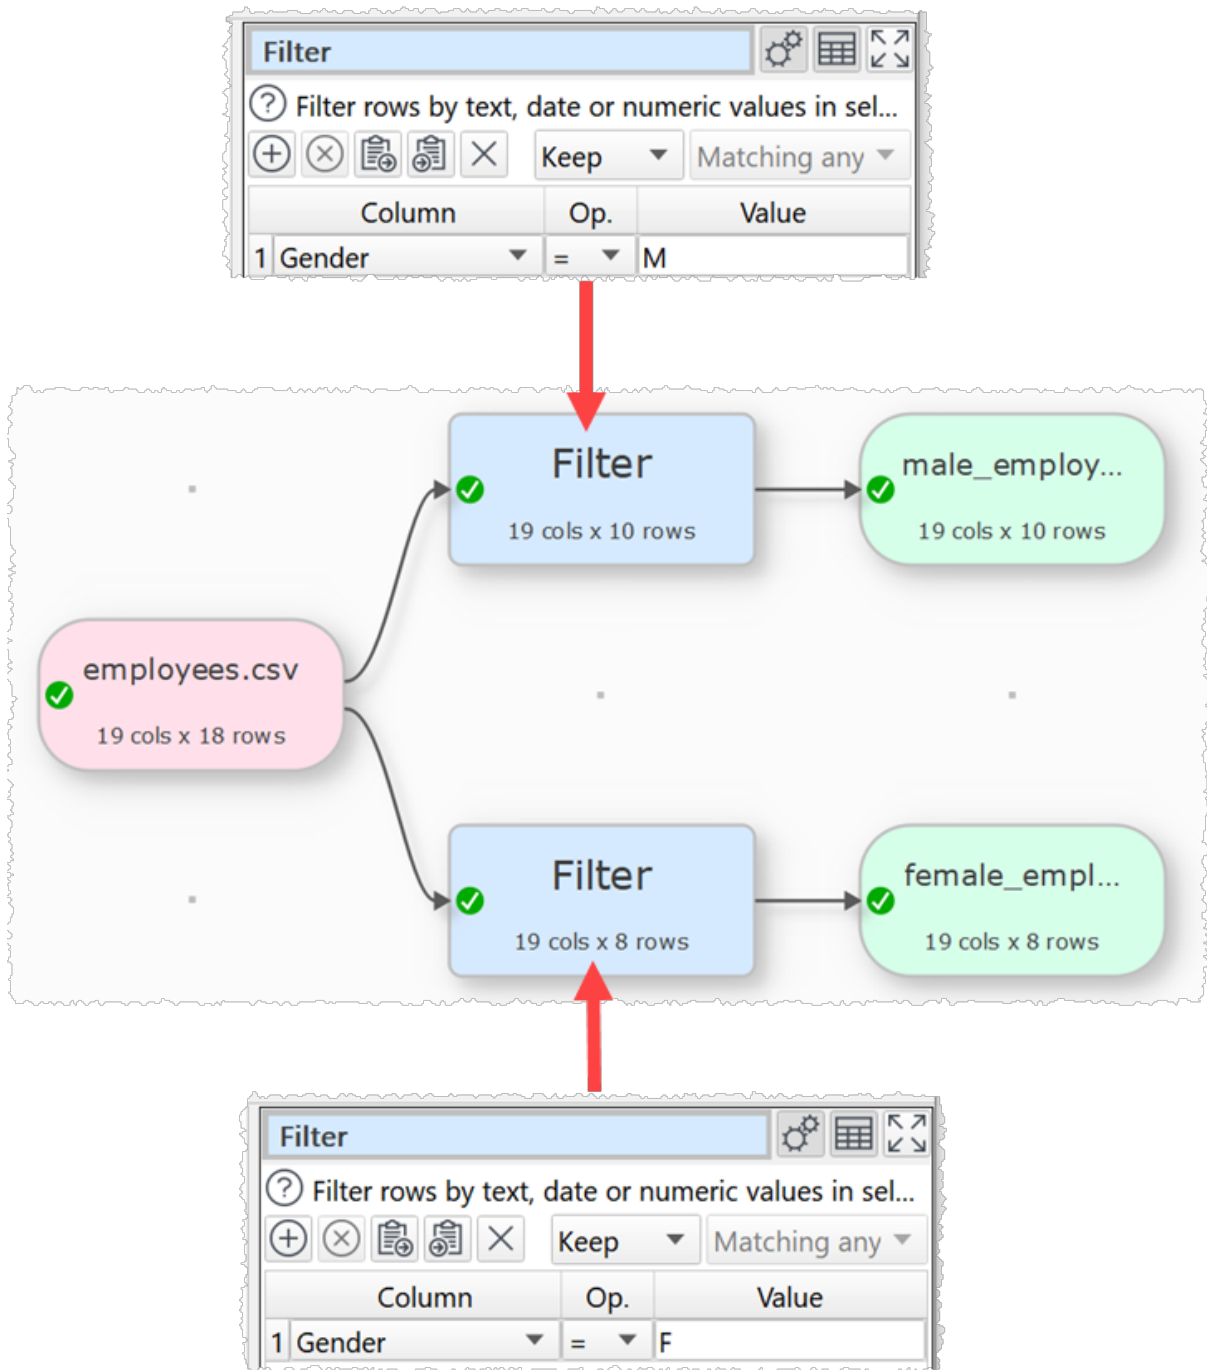 Filter
Filter rows by text, date or numeric values in sel...
Keep Matching any
Column Op. Value
1 Gender = M
Filter
19 cols x 10 rows
male_employ...
19 cols x 10 rows
employees.csv
19 cols x 18 rows
Filter
19 cols x 8 rows
female_empl...
19 cols x 8 rows
Filter
Filter rows by text, date or numeric values in sel...
Keep Matching any
Column Op. Value
1 Gender = F